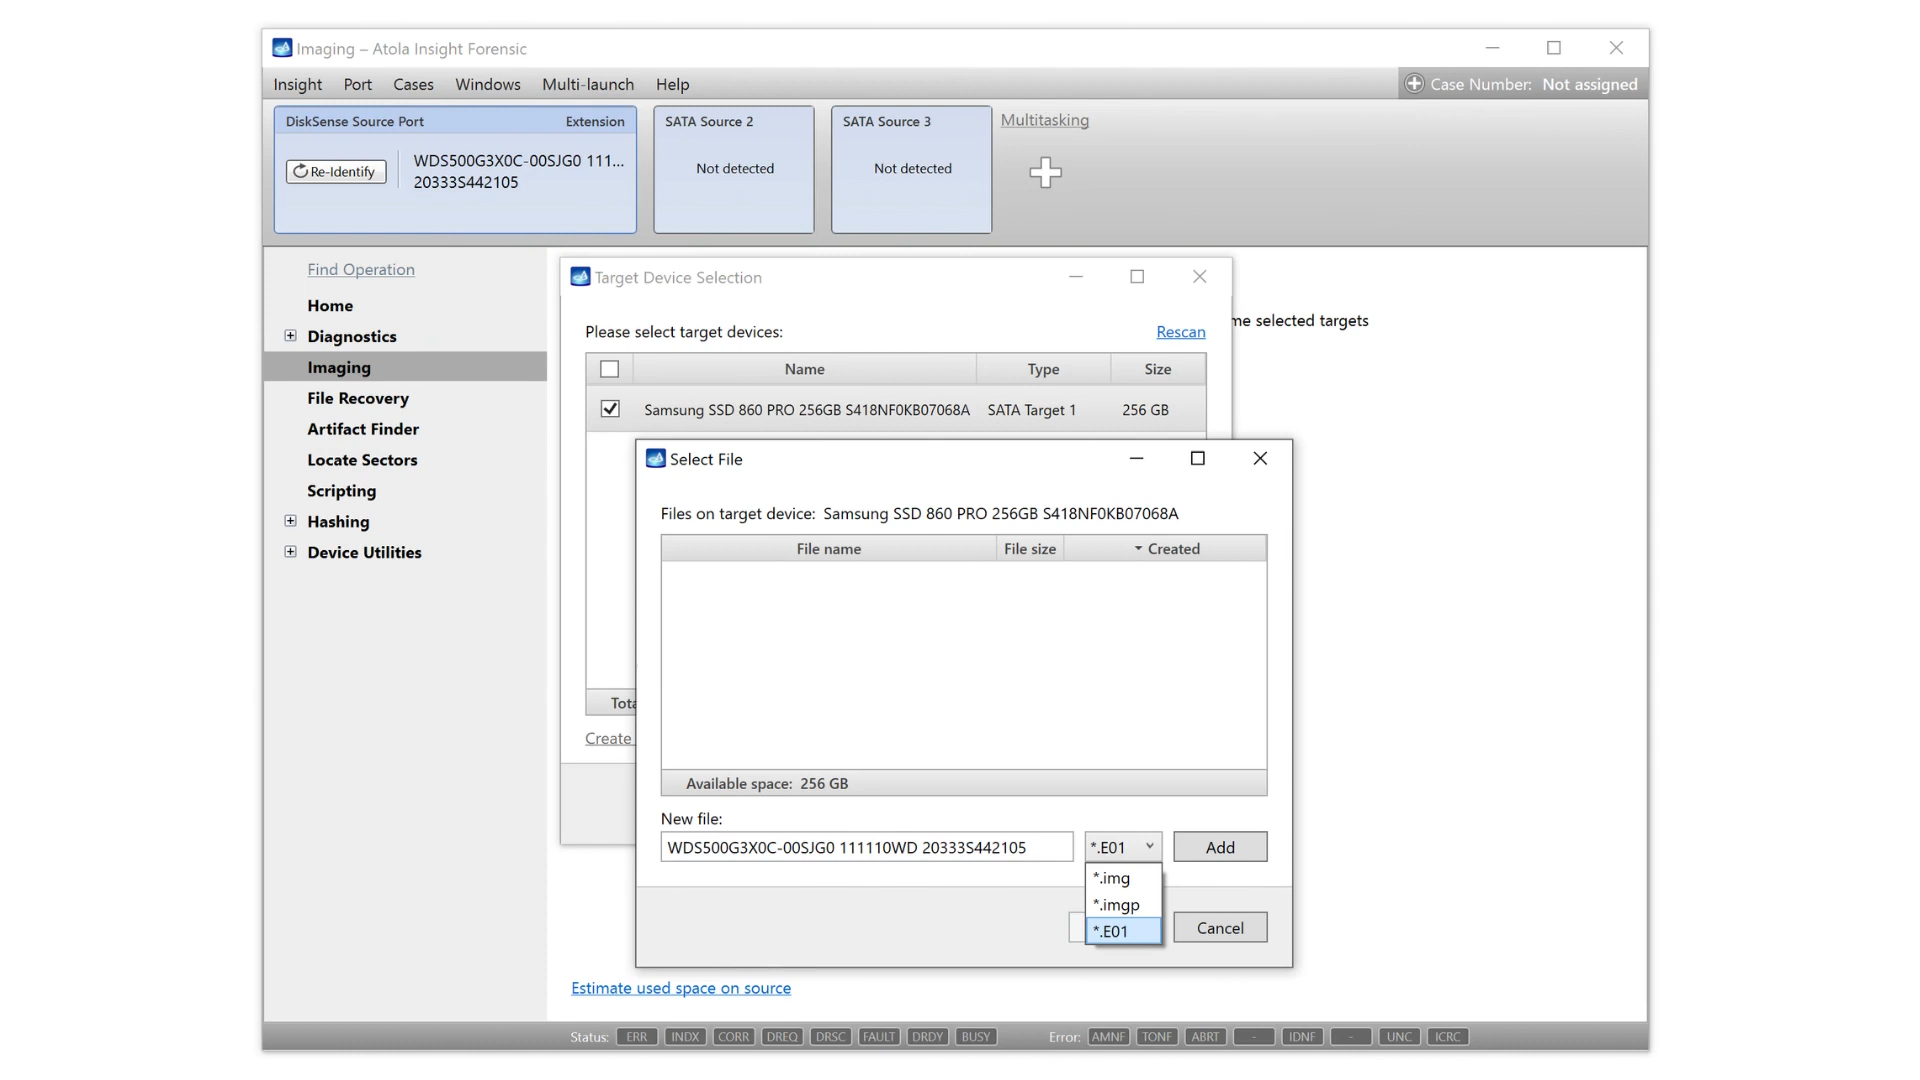 Imaging – Atola Insight Forensic
Insight Port Cases Windows Multi-launch Help
Case Number: Not assigned
DiskSense Source Port Extension
Re-Identify
WDS500G3X0C-00SJG0 111...
20333S442105
SATA Source 2
Not detected
SATA Source 3
Not detected
Multitasking
Find Operation
Home
Diagnostics
Imaging
File Recovery
Artifact Finder
Locate Sectors
Scripting
Hashing
Device Utilities
Target Device Selection
Please select target devices: Rescan
Name Type Size
Samsung SSD 860 PRO 256GB S418NF0KB07068A SATA Target 1 256 GB
me selected targets
Tota
Create
Select File
Files on target device: Samsung SSD 860 PRO 256GB S418NF0KB07068A
File name File size Created
Available space: 256 GB
New file:
WDS500G3X0C-00SJG0 111110WD 20333S442105 *.E01 Add
*.img
*.imgp
*.E01
Cancel
Estimate used space on source
Status: ERR INDX CORR DREQ DRSC FAULT DRDY BUSY Error: AMNF TONF ABRT - IDNF - UNC ICRC